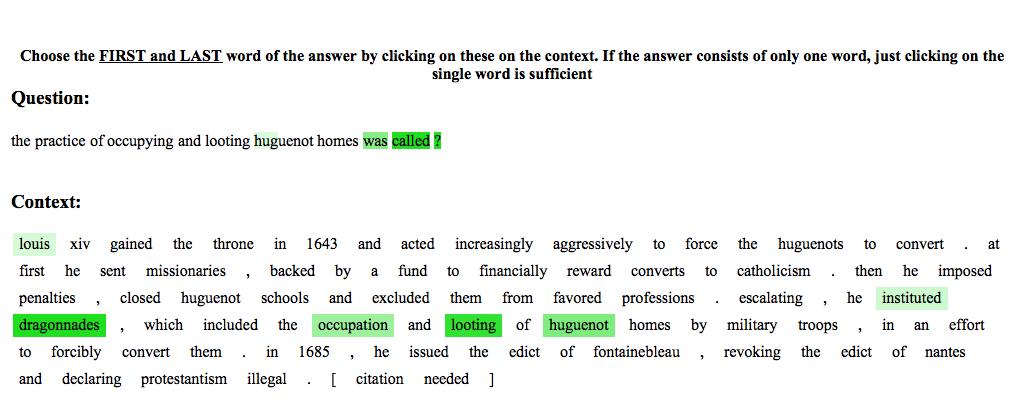 Choose the FIRST and LAST word of the answer by clicking on these on the context. If the answer consists of only one word, just clicking on the
single word is sufficient
Question:
the practice of occupying and looting huguenot homes was called ?
Context:
louis xiv gained the throne in 1643 and acted increasingly aggressively to force the huguenots to convert . at
first he sent missionaries , backed by a fund to financially reward converts to catholicism . then he imposed
penalties , closed huguenot schools and excluded them from favored professions . escalating , he instituted
dragonnades , which included the occupation and looting of huguenot homes by military troops , in an effort
to forcibly convert them . in 1685 , he issued the edict of fontainebleau , revoking the edict of nantes
and declaring protestantism illegal . [ citation needed ]